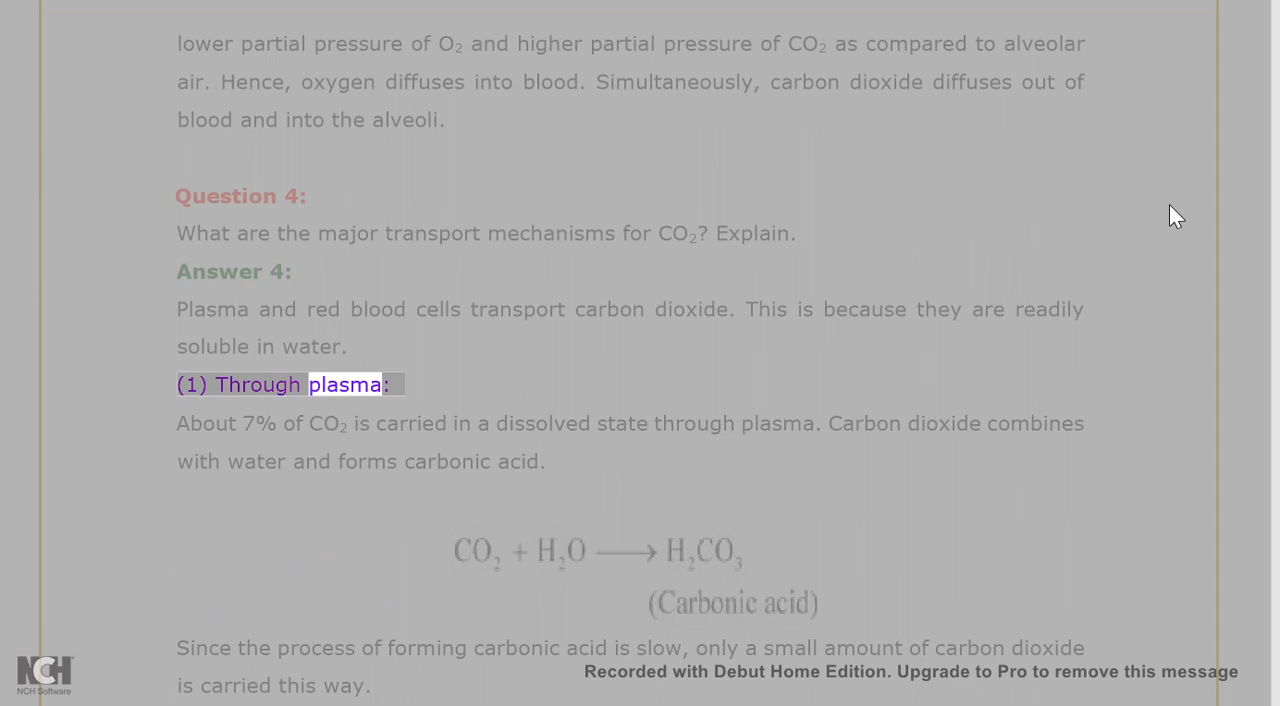 lower partial pressure of O₂ and higher partial pressure of CO₂ as compared to alveolar
air. Hence, oxygen diffuses into blood. Simultaneously, carbon dioxide diffuses out of
blood and into the alveoli.
Question 4:
What are the major transport mechanisms for CO₂? Explain.
Answer 4:
Plasma and red blood cells transport carbon dioxide. This is because they are readily
soluble in water.
(1) Through plasma:
About 7% of CO₂ is carried in a dissolved state through plasma. Carbon dioxide combines
with water and forms carbonic acid.
CO₂ + H₂O ⟶ H₂CO₃
(Carbonic acid)
Since the process of forming carbonic acid is slow, only a small amount of carbon dioxide
is carried this way.
NCH
NCH Software
Recorded with Debut Home Edition. Upgrade to Pro to remove this message